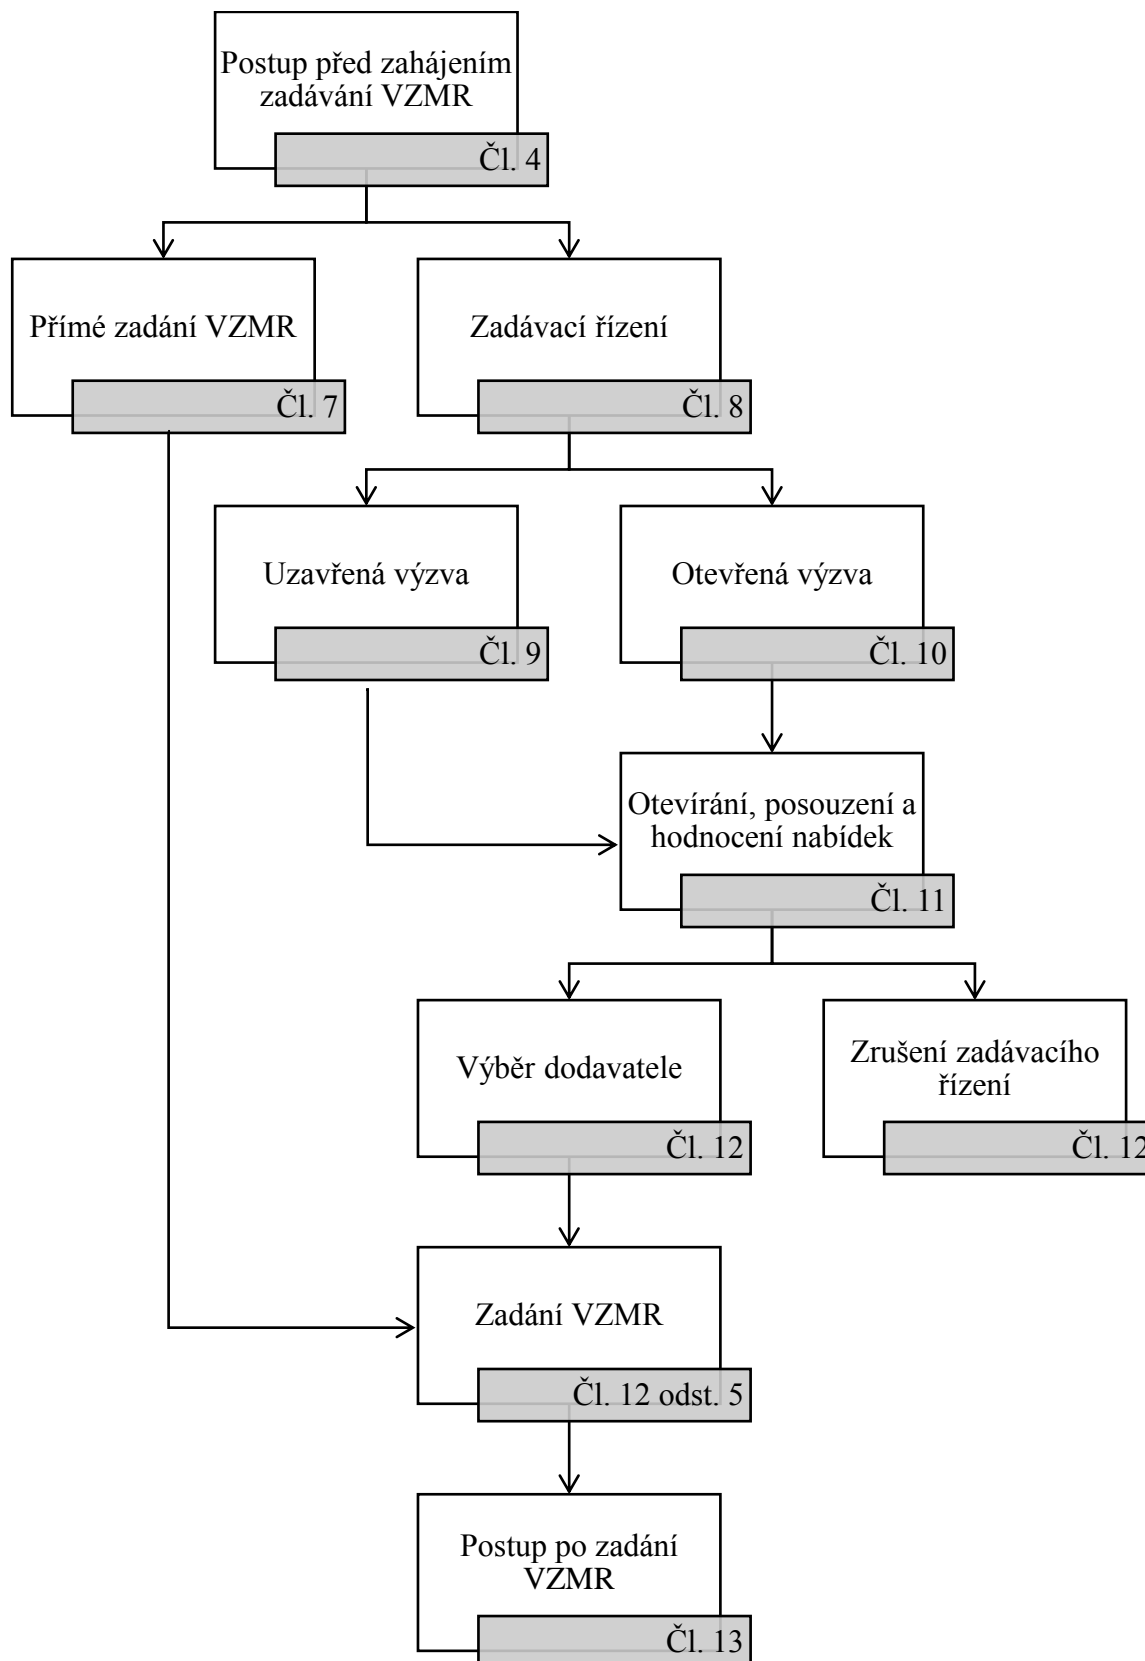 Postup před zahájením
zadávání VZMR
Čl. 4
Přímé zadání VZMR
Čl. 7
Zadávací řízení
Čl. 8
Uzavřená výzva
Čl. 9
Otevřená výzva
Čl. 10
Otevírání, posouzení a
hodnocení nabídek
Čl. 11
Výběr dodavatele
Čl. 12
Zrušení zadávacího
řízení
Čl. 12
Zadání VZMR
Čl. 12 odst. 5
Postup po zadání
VZMR
Čl. 13